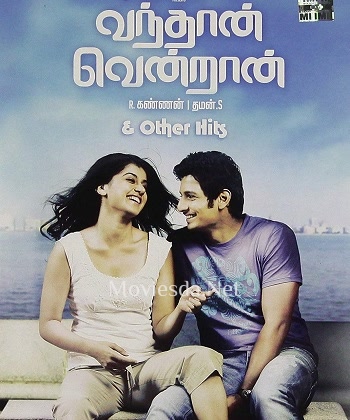 வந்தான்
வென்றான்
R. கண்ணன் | தமன்.S
& Other Hits
Moviesda.Net